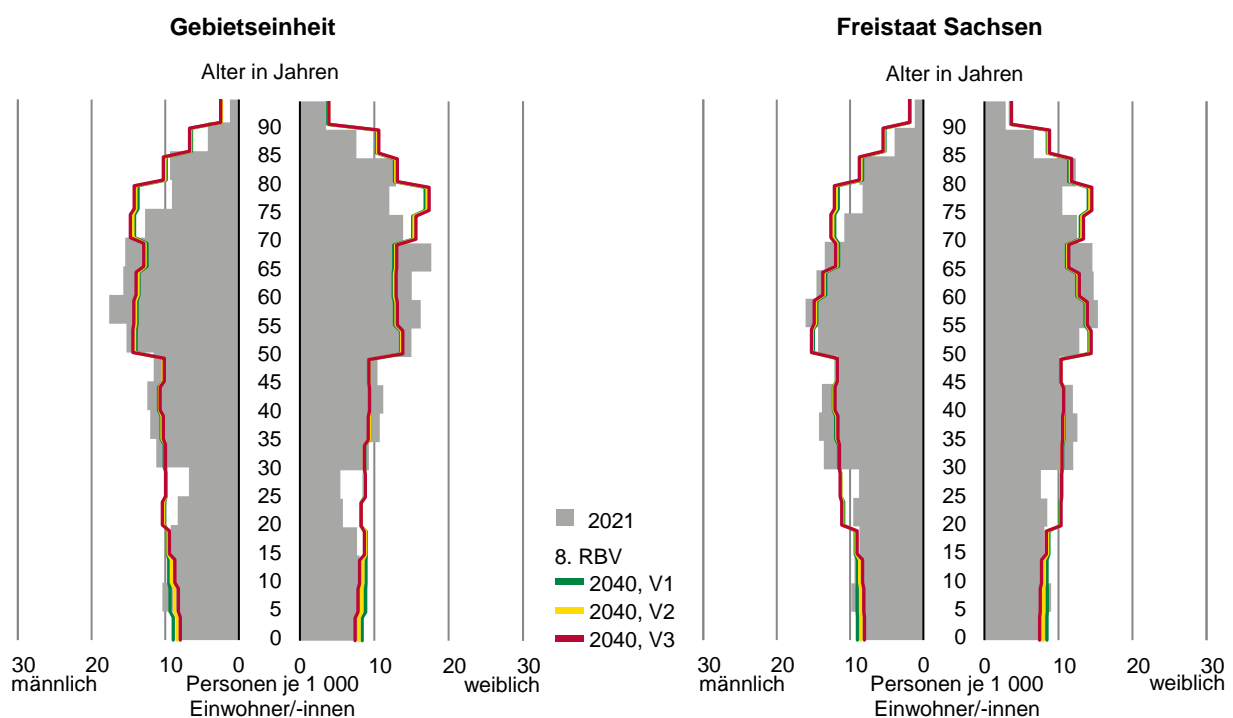 Gebietseinheit
Alter in Jahren
90
85
80
75
70
65
60
55
50
45
40
35
30
25
20
15
10
5
0
30 20 10 0 0 10 20 30
männlich Personen je 1 000 weiblich
Einwohner/-innen
2021
8. RBV
2040, V1
2040, V2
2040, V3
Freistaat Sachsen
Alter in Jahren
90
85
80
75
70
65
60
55
50
45
40
35
30
25
20
15
10
5
0
30 20 10 0 0 10 20 30
männlich Personen je 1 000 weiblich
Einwohner/-innen